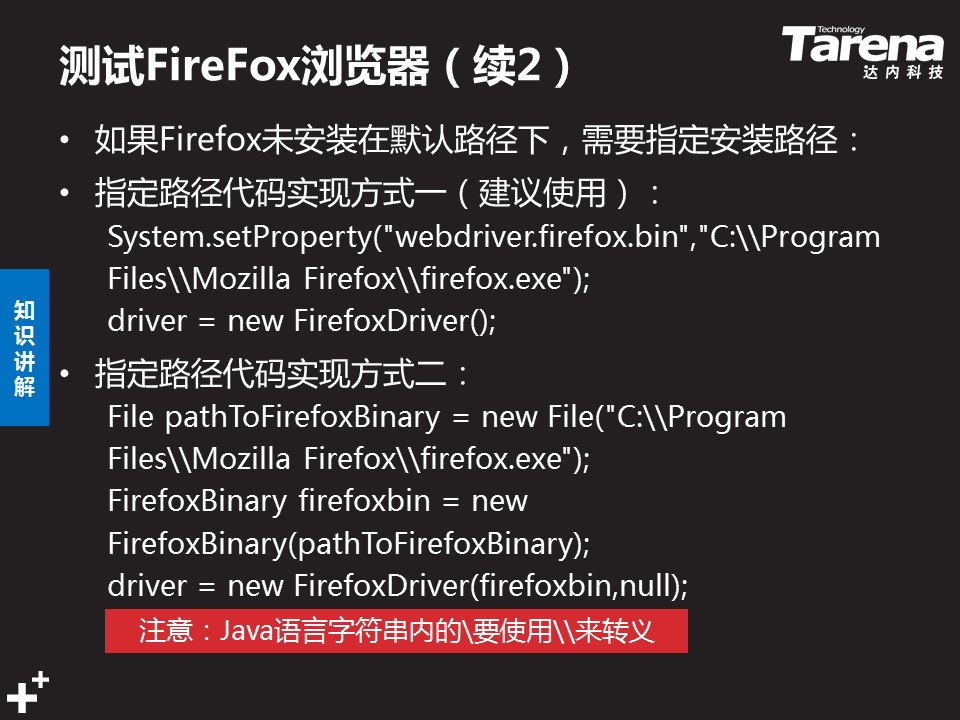 测试FireFox浏览器（续2）
Technology
Tarena
达内科技
• 如果Firefox未安装在默认路径下，需要指定安装路径：
• 指定路径代码实现方式一（建议使用）：
System.setProperty("webdriver.firefox.bin","C:\\Program
Files\\Mozilla Firefox\\firefox.exe");
driver = new FirefoxDriver();
知识讲解
• 指定路径代码实现方式二：
File pathToFirefoxBinary = new File("C:\\Program
Files\\Mozilla Firefox\\firefox.exe");
FirefoxBinary firefoxbin = new
FirefoxBinary(pathToFirefoxBinary);
driver = new FirefoxDriver(firefoxbin,null);
注意：Java语言字符串内的\要使用\\来转义